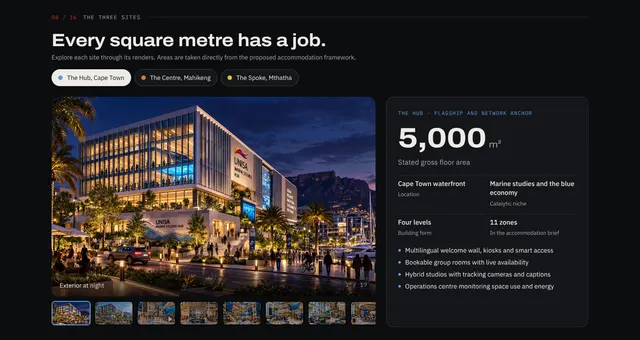 06 / 16 THE THREE SITES
Every square metre has a job.
Explore each site through its renders. Areas are taken directly from the proposed accommodation framework.
The Hub, Cape Town
The Centre, Mahikeng
The Spoke, Mthatha
UNISA
UNISA
Exterior at night
/ 19
THE HUB · FLAGSHIP AND NETWORK ANCHOR
5,000 m²
Stated gross floor area
Cape Town waterfront
Location
Marine studies and the blue
economy
Catalytic niche
Four levels
Building form
11 zones
In the accommodation brief
Multilingual welcome wall, kiosks and smart access
Bookable group rooms with live availability
Hybrid studios with tracking cameras and captions
Operations centre monitoring space use and energy